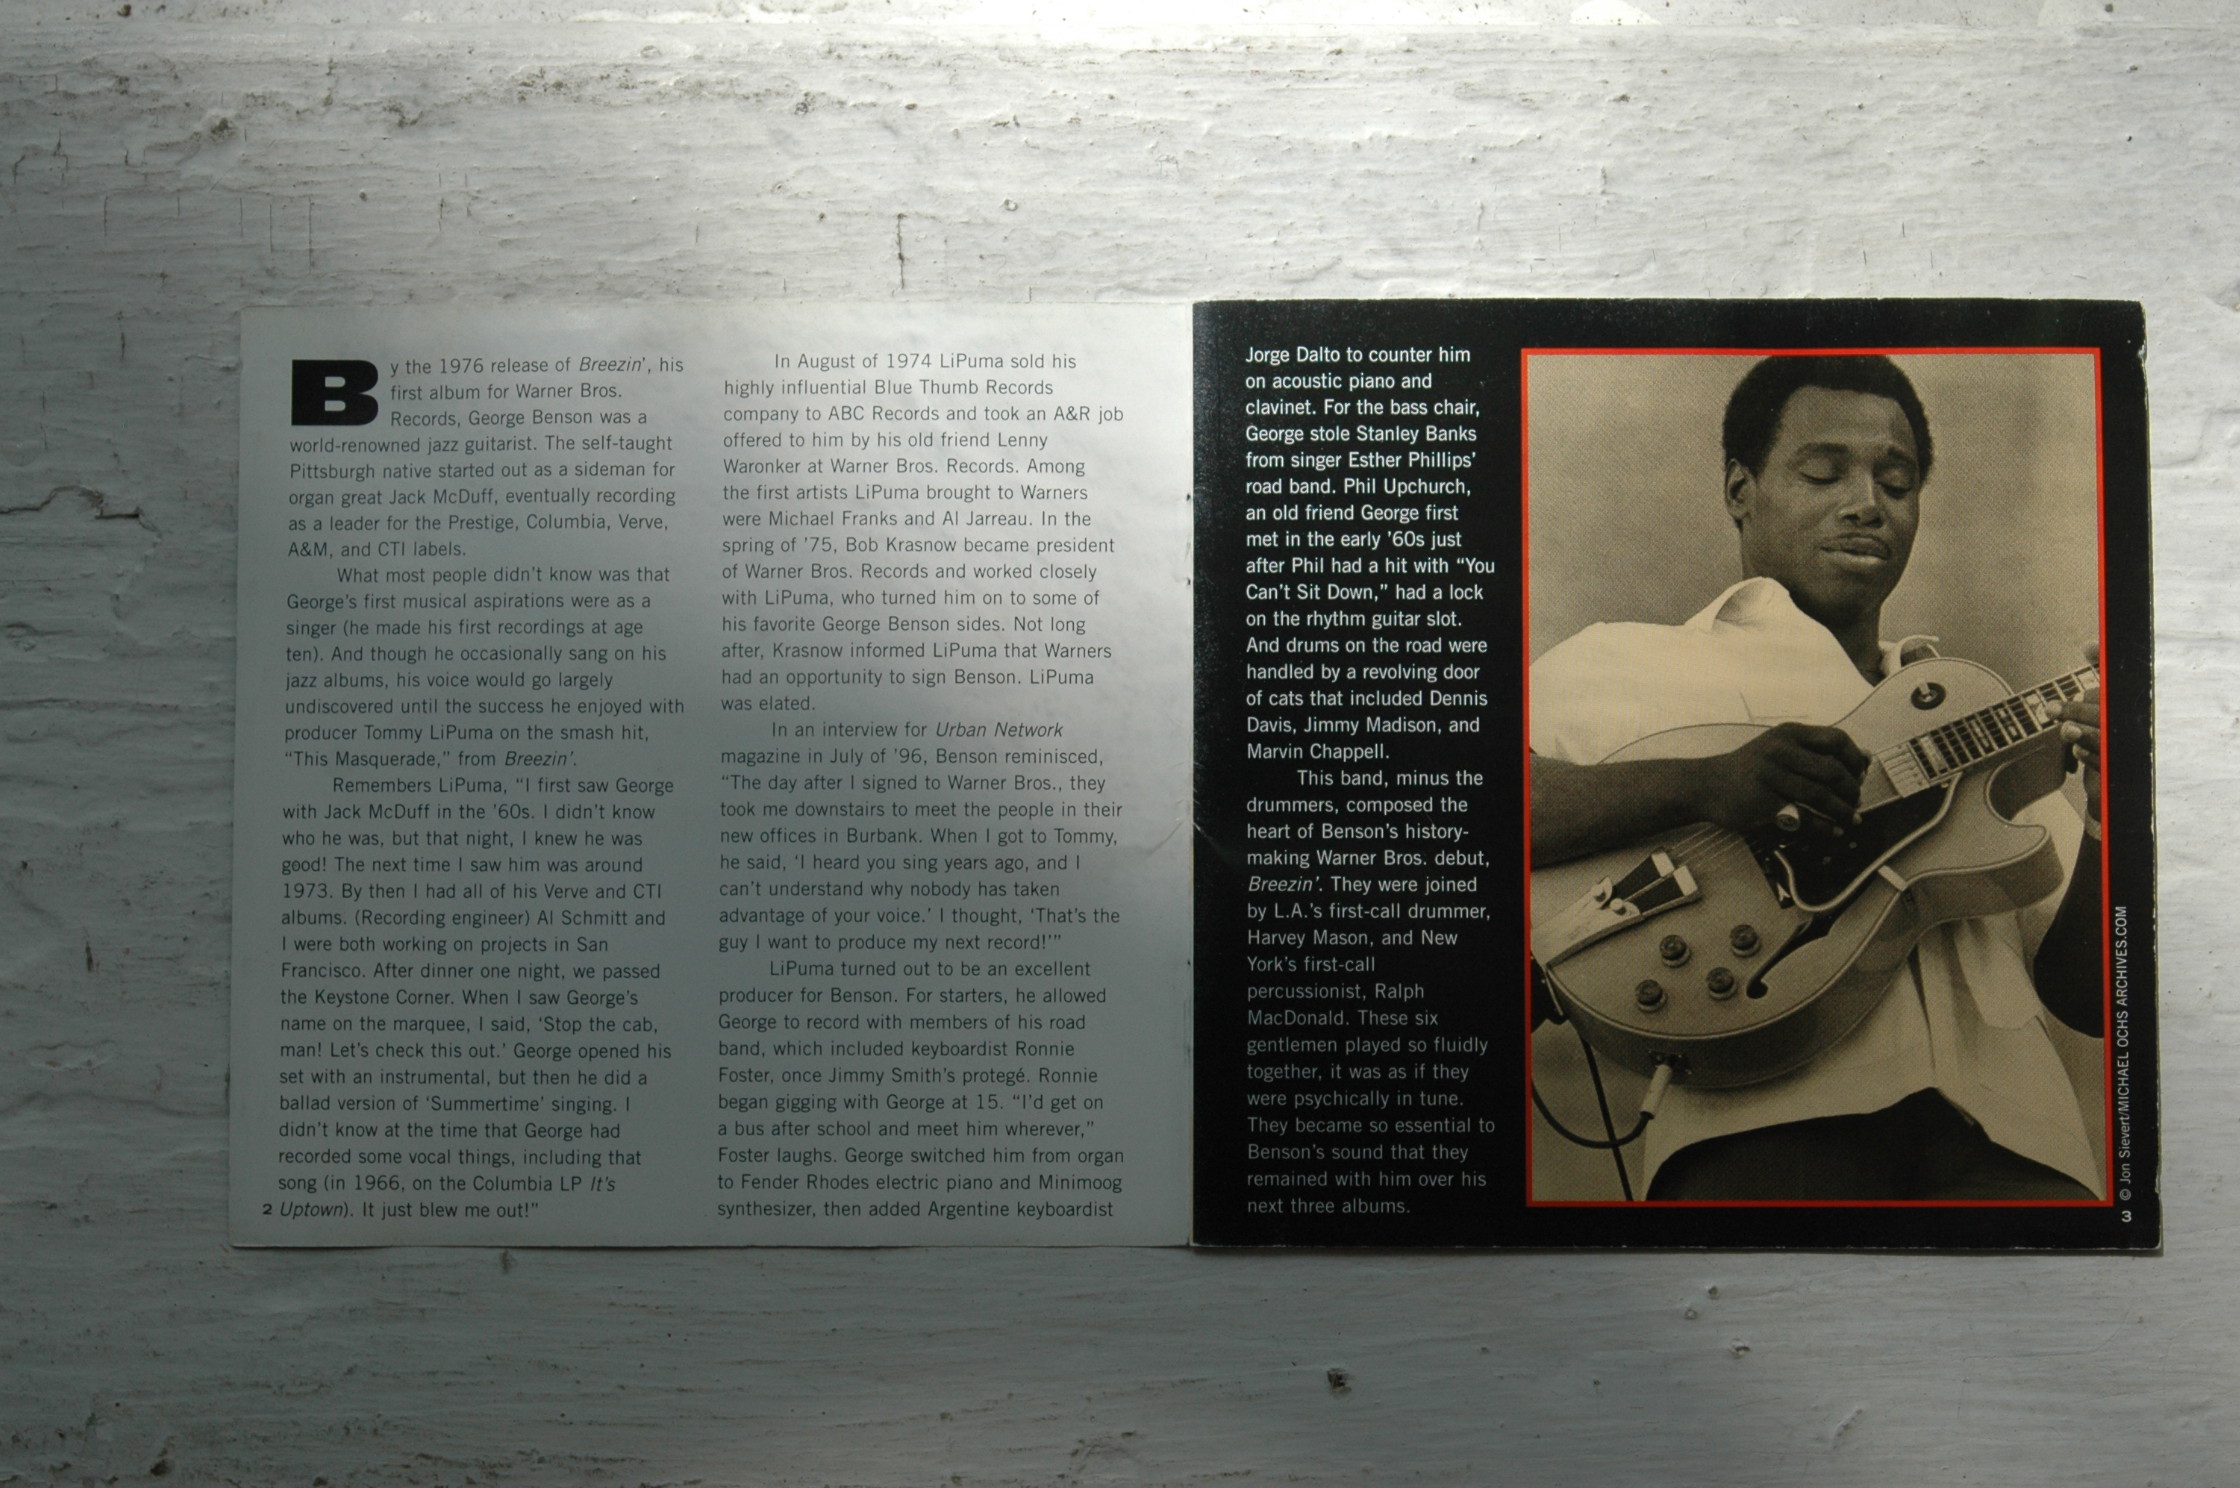 By the 1976 release of Breezin', his
first album for Warner Bros.
Records, George Benson was a
world-renowned jazz guitarist. The self-taught
Pittsburgh native started out as a sideman for
organ great Jack McDuff, eventually recording
as a leader for the Prestige, Columbia, Verve,
A&M, and CTI labels.
What most people didn't know was that
George's first musical aspirations were as a
singer (he made his first recordings at age
ten). And though he occasionally sang on his
jazz albums, his voice would go largely
undiscovered until the success he enjoyed with
producer Tommy LiPuma on the smash hit,
“This Masquerade,” from Breezin'.
Remembers LiPuma, “I first saw George
with Jack McDuff in the '60s. I didn't know
who he was, but that night, I knew he was
good! The next time I saw him was around
1973. By then I had all of his Verve and CTI
albums. (Recording engineer) Al Schmitt and
I were both working on projects in San
Francisco. After dinner one night, we passed
the Keystone Corner. When I saw George's
name on the marquee, I said, ‘Stop the cab,
man! Let's check this out.’ George opened his
set with an instrumental, but then he did a
ballad version of ‘Summertime’ singing. I
didn't know at the time that George had
recorded some vocal things, including that
song (in 1966, on the Columbia LP It's
Uptown). It just blew me out!”
2
In August of 1974 LiPuma sold his
highly influential Blue Thumb Records
company to ABC Records and took an A&R job
offered to him by his old friend Lenny
Waronker at Warner Bros. Records. Among
the first artists LiPuma brought to Warners
were Michael Franks and Al Jarreau. In the
spring of '75, Bob Krasnow became president
of Warner Bros. Records and worked closely
with LiPuma, who turned him on to some of
his favorite George Benson sides. Not long
after, Krasnow informed LiPuma that Warners
had an opportunity to sign Benson. LiPuma
was elated.
In an interview for Urban Network
magazine in July of '96, Benson reminisced,
“The day after I signed to Warner Bros., they
took me downstairs to meet the people in their
new offices in Burbank. When I got to Tommy,
he said, ‘I heard you sing years ago, and I
can't understand why nobody has taken
advantage of your voice.’ I thought, ‘That's the
guy I want to produce my next record!’”
LiPuma turned out to be an excellent
producer for Benson. For starters, he allowed
George to record with members of his road
band, which included keyboardist Ronnie
Foster, once Jimmy Smith's protegé. Ronnie
began gigging with George at 15. “I'd get on
a bus after school and meet him wherever,”
Foster laughs. George switched him from organ
to Fender Rhodes electric piano and Minimoog
synthesizer, then added Argentine keyboardist
Jorge Dalto to counter him
on acoustic piano and
clavinet. For the bass chair,
George stole Stanley Banks
from singer Esther Phillips'
road band. Phil Upchurch,
an old friend George first
met in the early '60s just
after Phil had a hit with “You
Can't Sit Down,” had a lock
on the rhythm guitar slot.
And drums on the road were
handled by a revolving door
of cats that included Dennis
Davis, Jimmy Madison, and
Marvin Chappell.
This band, minus the
drummers, composed the
heart of Benson's history-
making Warner Bros. debut,
Breezin'. They were joined
by L.A.'s first-call drummer,
Harvey Mason, and New
York's first-call
percussionist, Ralph
MacDonald. These six
gentlemen played so fluidly
together, it was as if they
were psychically in tune.
They became so essential to
Benson's sound that they
remained with him over his
next three albums.
© Jon Sievert/MICHAEL OCHS ARCHIVES.COM
3